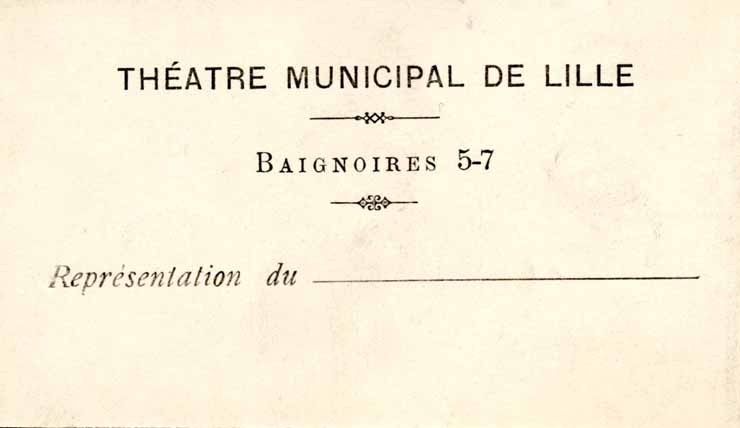 THÉATRE MUNICIPAL DE LILLE
BAIGNOIRES 5-7
Représentation du